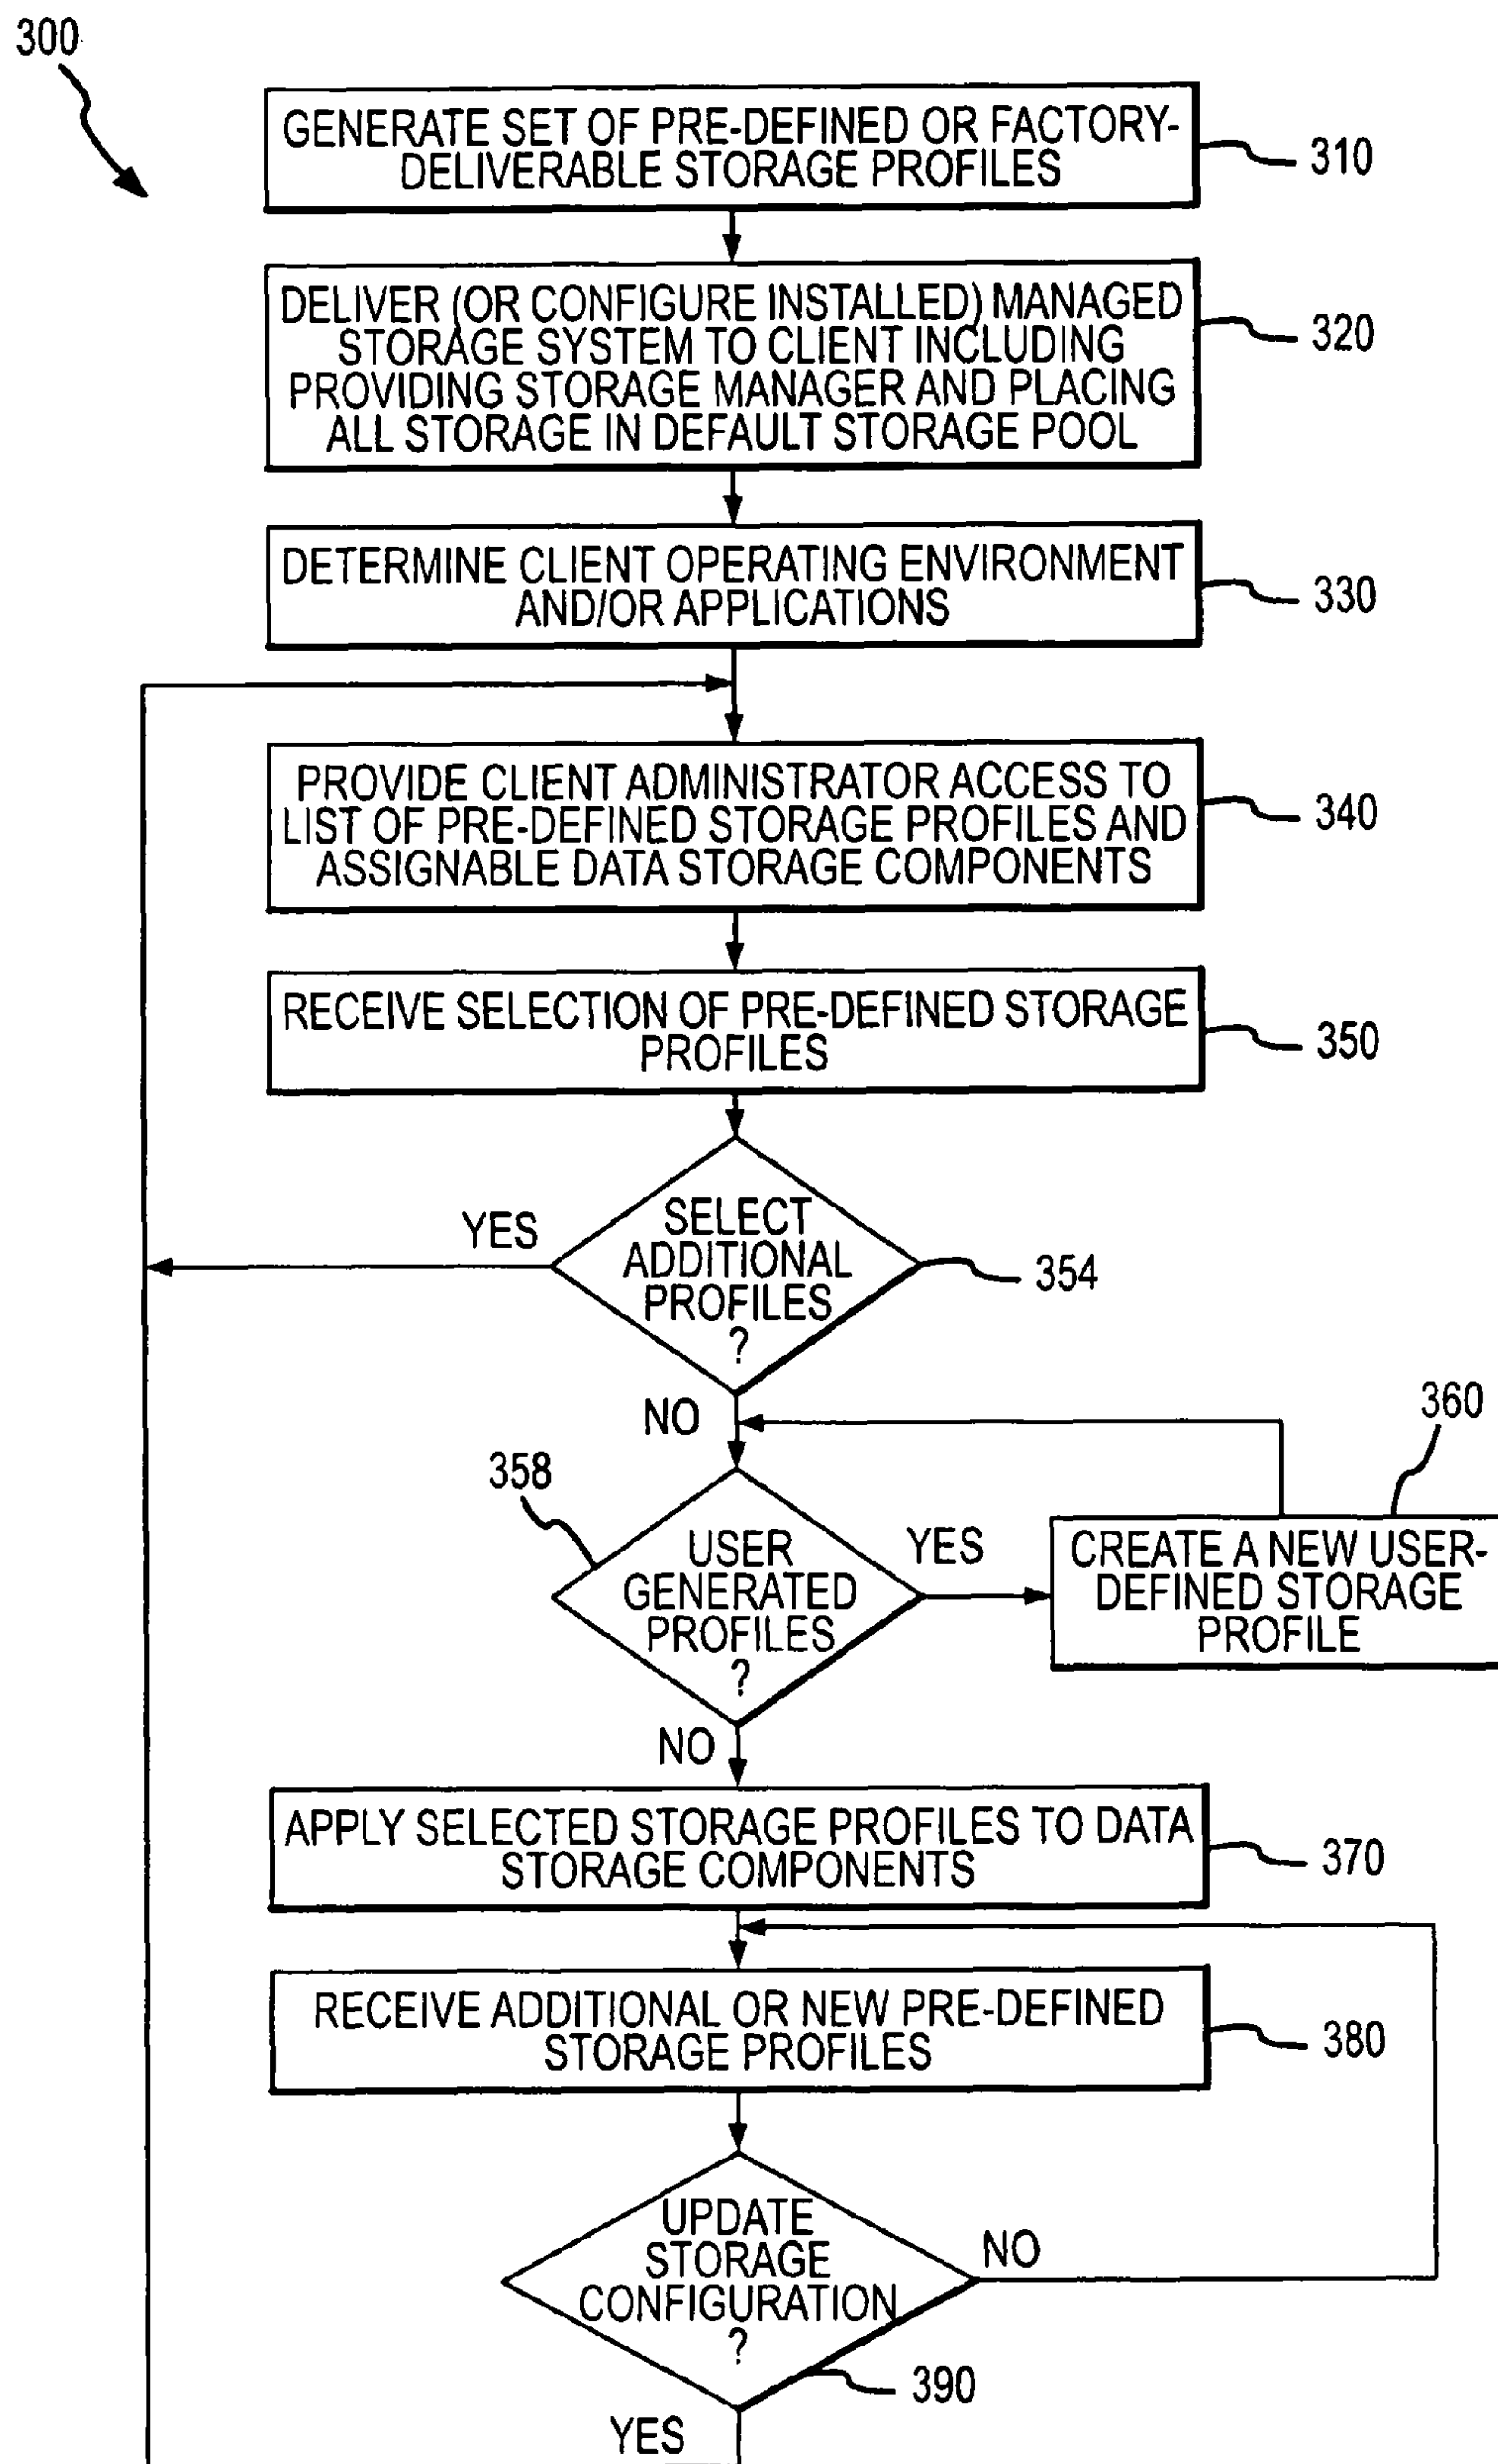 300
GENERATE SET OF PRE-DEFINED OR FACTORY-
DELIVERABLE STORAGE PROFILES
310
DELIVER (OR CONFIGURE INSTALLED) MANAGED
STORAGE SYSTEM TO CLIENT INCLUDING
PROVIDING STORAGE MANAGER AND PLACING
ALL STORAGE IN DEFAULT STORAGE POOL
320
DETERMINE CLIENT OPERATING ENVIRONMENT
AND/OR APPLICATIONS
330
PROVIDE CLIENT ADMINISTRATOR ACCESS TO
LIST OF PRE-DEFINED STORAGE PROFILES AND
ASSIGNABLE DATA STORAGE COMPONENTS
340
RECEIVE SELECTION OF PRE-DEFINED STORAGE
PROFILES
350
YES
SELECT
ADDITIONAL
PROFILES
?
354
NO
360
358
USER
GENERATED
PROFILES
?
YES
CREATE A NEW USER-
DEFINED STORAGE
PROFILE
NO
APPLY SELECTED STORAGE PROFILES TO DATA
STORAGE COMPONENTS
370
RECEIVE ADDITIONAL OR NEW PRE-DEFINED
STORAGE PROFILES
380
UPDATE
STORAGE
CONFIGURATION
?
NO
390
YES